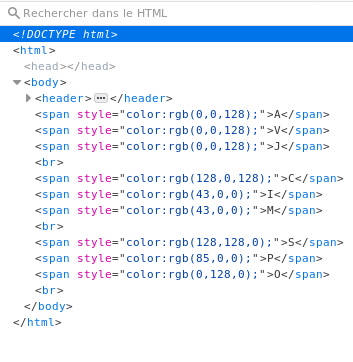 Rechercher dans le HTML
<!DOCTYPE html>
<html>
<head></head>
<body>
<header>···</header>
<span style="color:rgb(0,0,128);">A</span>
<span style="color:rgb(0,0,128);">V</span>
<span style="color:rgb(0,0,128);">J</span>
<br>
<span style="color:rgb(128,0,128);">C</span>
<span style="color:rgb(43,0,0);">I</span>
<span style="color:rgb(43,0,0);">M</span>
<br>
<span style="color:rgb(128,128,0);">S</span>
<span style="color:rgb(85,0,0);">P</span>
<span style="color:rgb(0,128,0);">O</span>
<br>
</body>
</html>